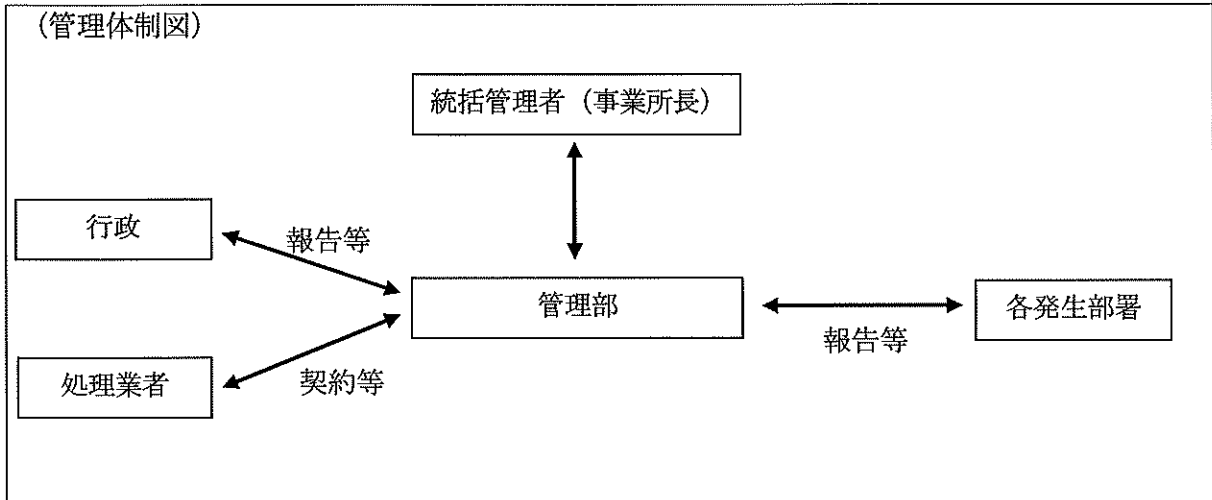 （管理体制図）
統括管理者（事業所長）
行政
報告等
管理部
各発生部署
報告等
処理業者
契約等